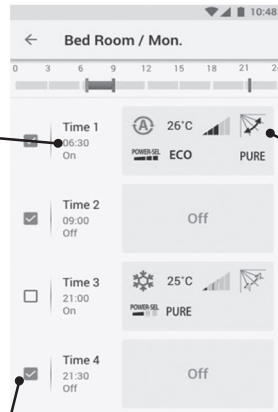 10:48
Bed Room / Mon.
0 3 6 9 12 15 18 21 24
Time 1
06:30
On
A 26°C
POWER-SEL ECO PURE
Time 2
09:00
Off
Off
Time 3
21:00
On
25°C
POWER-SEL PURE
Time 4
21:30
Off
Off